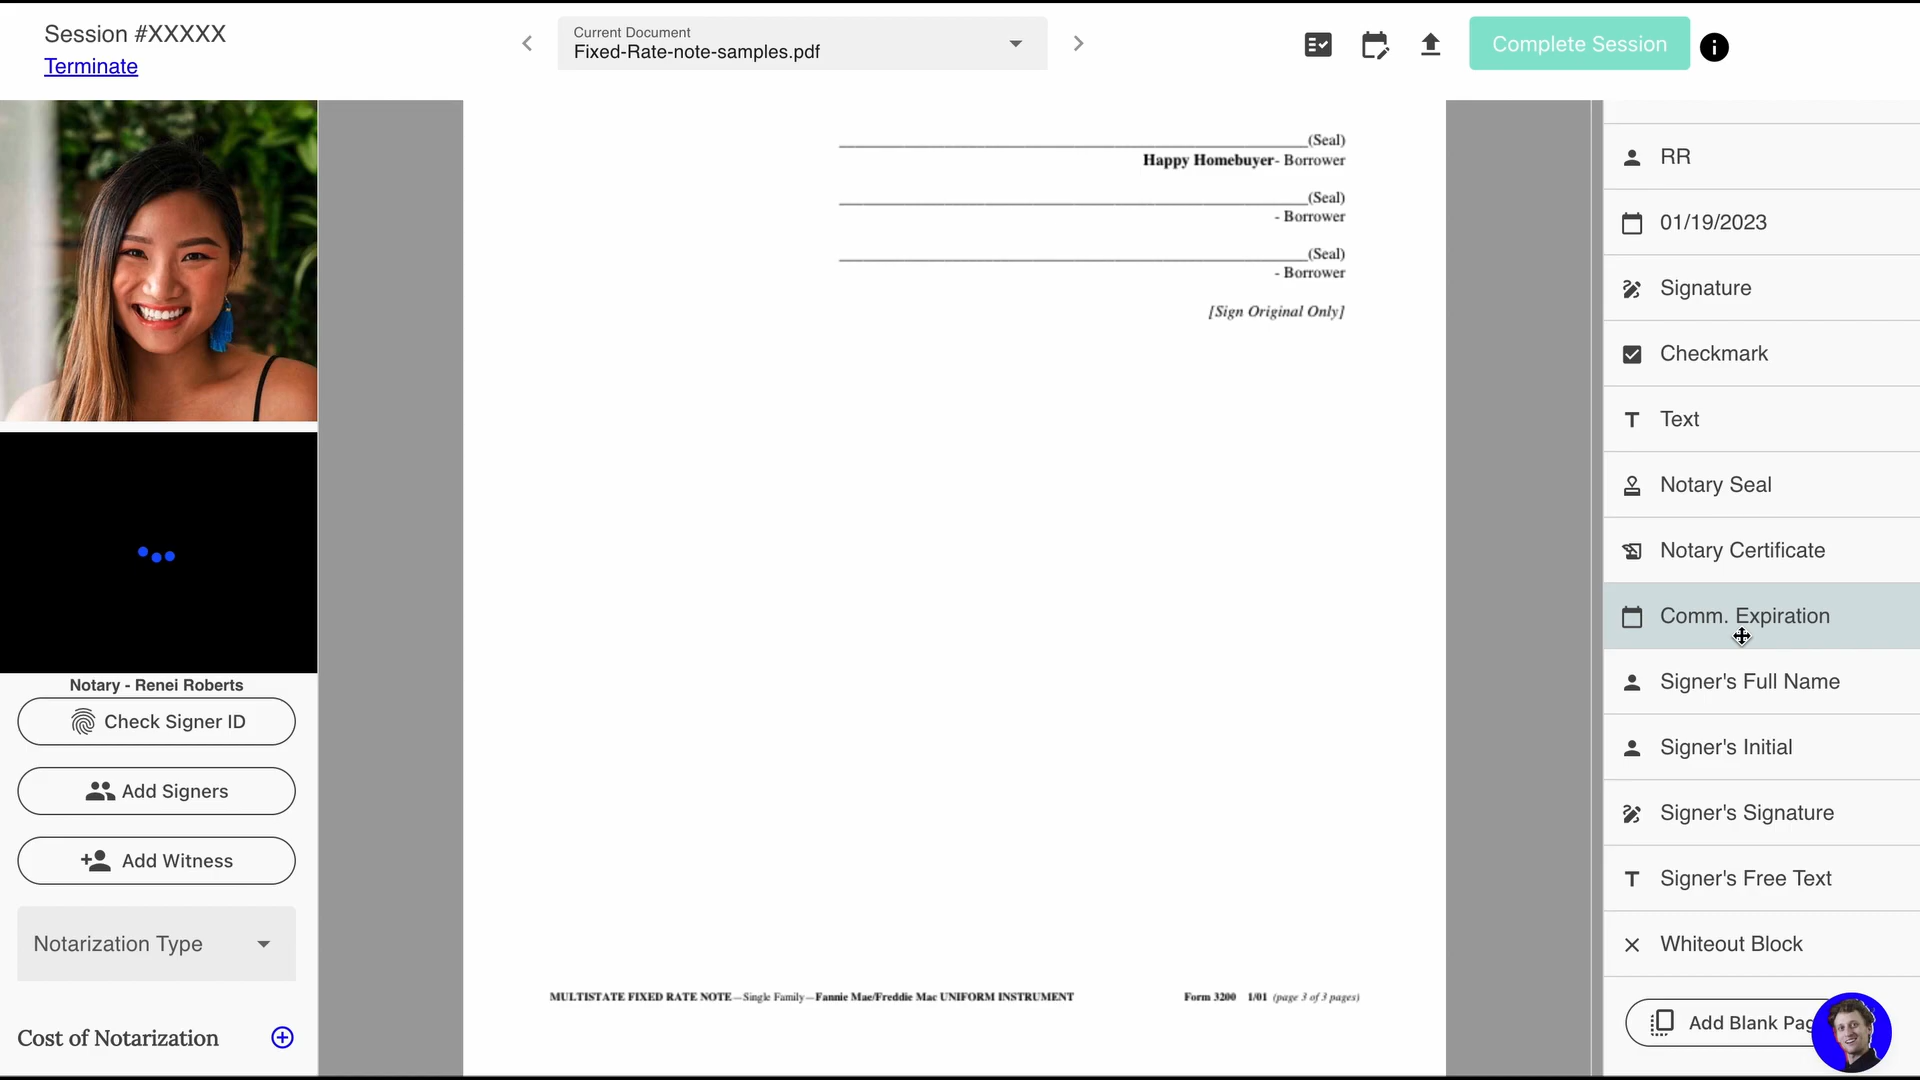 Session #XXXXX
Terminate
Current Document
Fixed-Rate-note-samples.pdf
Complete Session
(Seal)
Happy Homebuyer- Borrower
(Seal)
- Borrower
(Seal)
- Borrower
[Sign Original Only]
MULTISTATE FIXED RATE NOTE—Single Family—Fannie Mae/Freddie Mac UNIFORM INSTRUMENT
Form 3200 1/01 (page 3 of 3 pages)
Notary - Renei Roberts
Check Signer ID
Add Signers
Add Witness
Notarization Type
Cost of Notarization
RR
01/19/2023
Signature
Checkmark
Text
Notary Seal
Notary Certificate
Comm. Expiration
Signer's Full Name
Signer's Initial
Signer's Signature
Signer's Free Text
Whiteout Block
Add Blank Pag